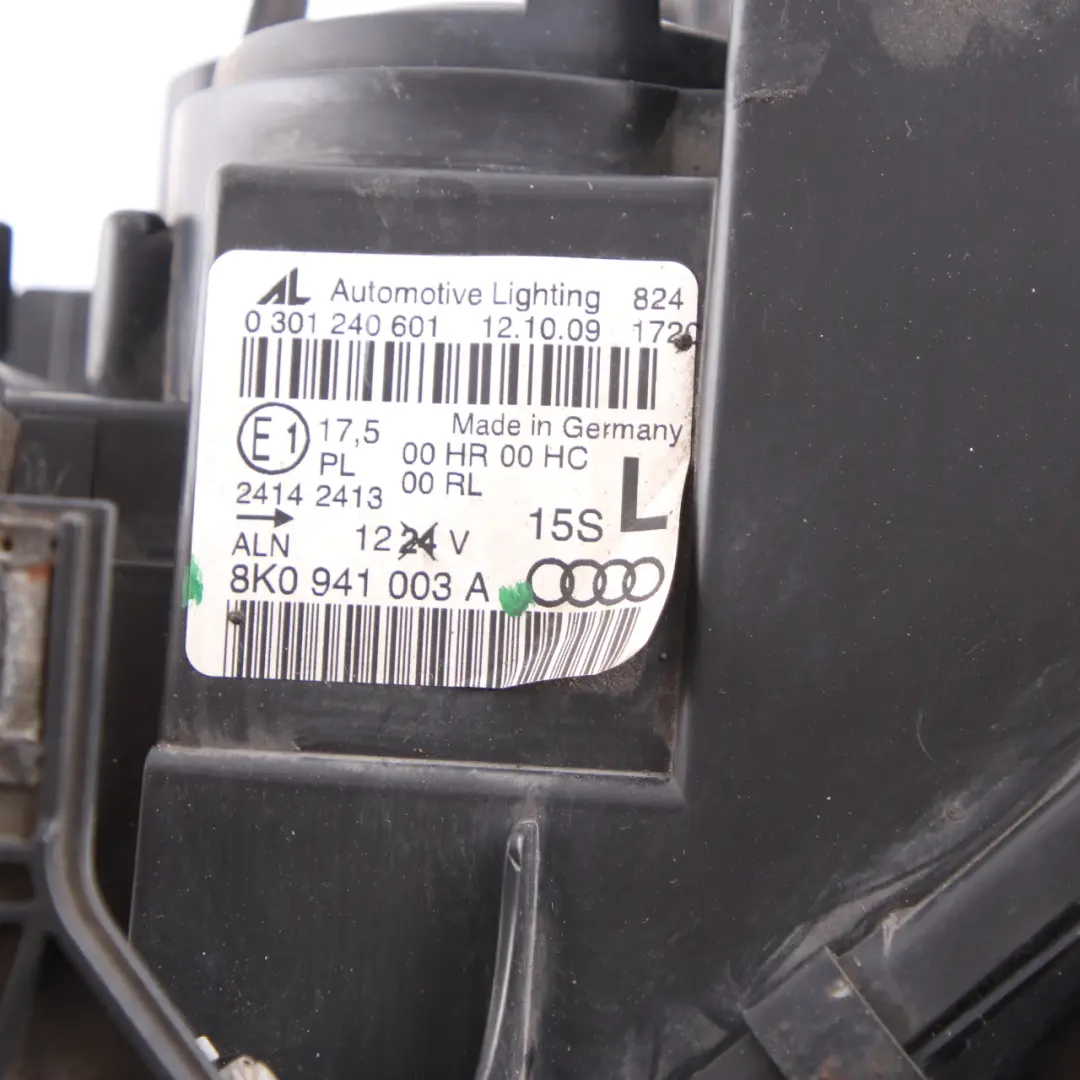 AL Automotive Lighting 824
0 301 240 601 12.10.09 1720
E1 17,5 Made in Germany
PL 00 HR 00 HC
2414 2413 00 RL
ALN 12 24 V 15S L
8K0 941 003 A